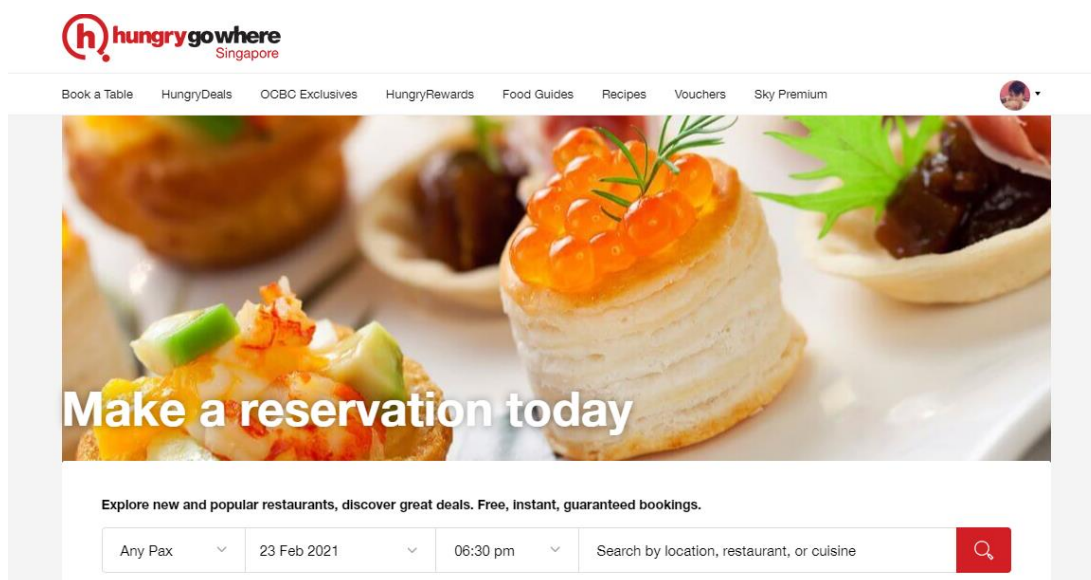 hungrygowhere
Singapore
Book a Table HungryDeals OCBC Exclusives HungryRewards Food Guides Recipes Vouchers Sky Premium
Make a reservation today
Explore new and popular restaurants, discover great deals. Free, instant, guaranteed bookings.
Any Pax 23 Feb 2021 06:30 pm Search by location, restaurant, or cuisine